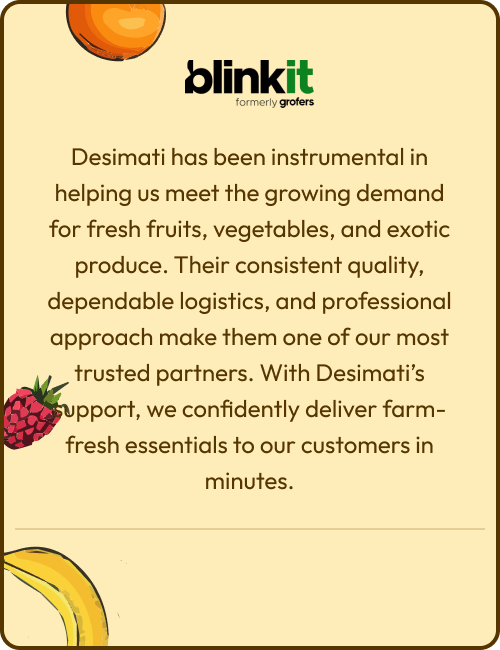 blinkit
formerly grofers
Desimati has been instrumental in
helping us meet the growing demand
for fresh fruits, vegetables, and exotic
produce. Their consistent quality,
dependable logistics, and professional
approach make them one of our most
trusted partners. With Desimati’s
support, we confidently deliver farm-
fresh essentials to our customers in
minutes.